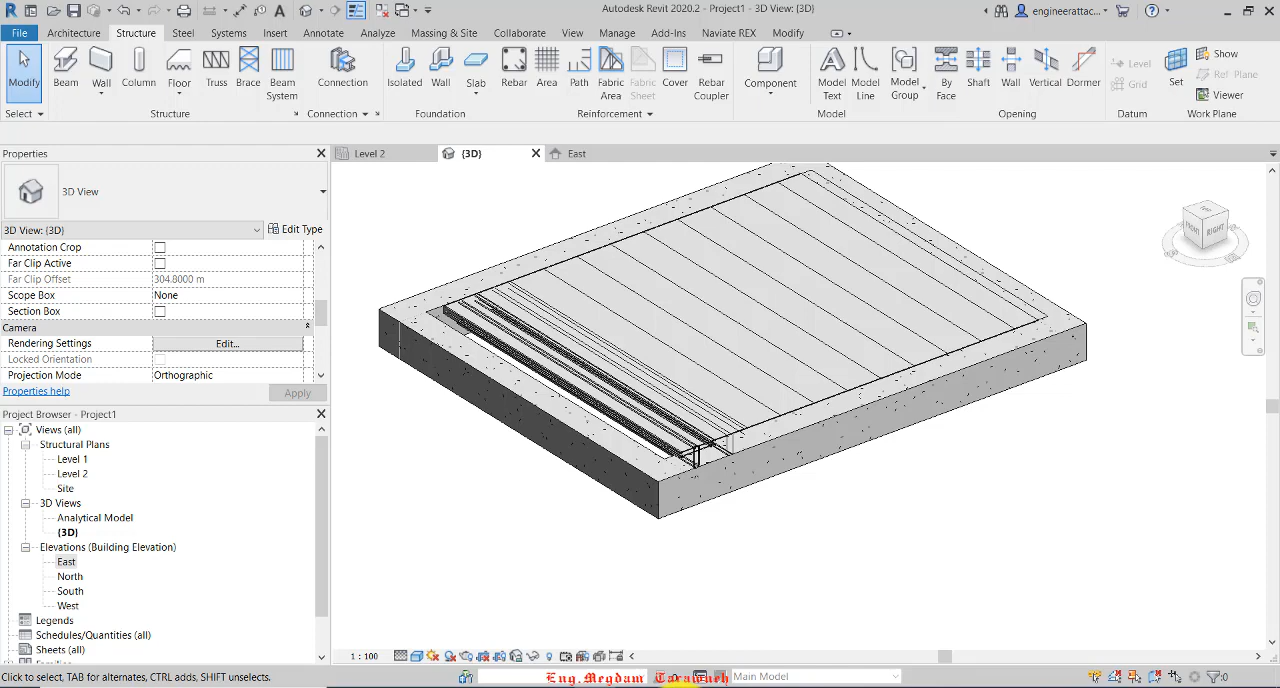 Autodesk Revit 2020.2 - Project1 - 3D View: {3D}
engineerattac...
File Architecture Structure Steel Systems Insert Annotate Analyze Massing & Site Collaborate View Manage Add-Ins Naviate REX Modify
Modify Beam Wall Column Floor Truss Brace Beam System Connection Isolated Wall Slab Rebar Area Path Fabric Area Fabric Sheet Cover Rebar Coupler Component Model Text Model Line Model Group By Face Shaft Wall Vertical Dormer Level Grid Set Show Ref Plane Viewer
Select Structure Connection Foundation Reinforcement Model Opening Datum Work Plane
Properties
Level 2 {3D} East
3D View
3D View: {3D} Edit Type
Annotation Crop
Far Clip Active
Far Clip Offset 304.8000 m
Scope Box None
Section Box
Camera
Rendering Settings Edit...
Locked Orientation
Projection Mode Orthographic
Properties help Apply
Project Browser - Project1
Views (all)
Structural Plans
Level 1
Level 2
Site
3D Views
Analytical Model
{3D}
Elevations (Building Elevation)
East
North
South
West
Legends
Schedules/Quantities (all)
Sheets (all)
TOP
FRONT
RIGHT
1 : 100
Click to select, TAB for alternates, CTRL adds, SHIFT unselects.
Eng.Meqdam Tarawneh
Main Model
:0